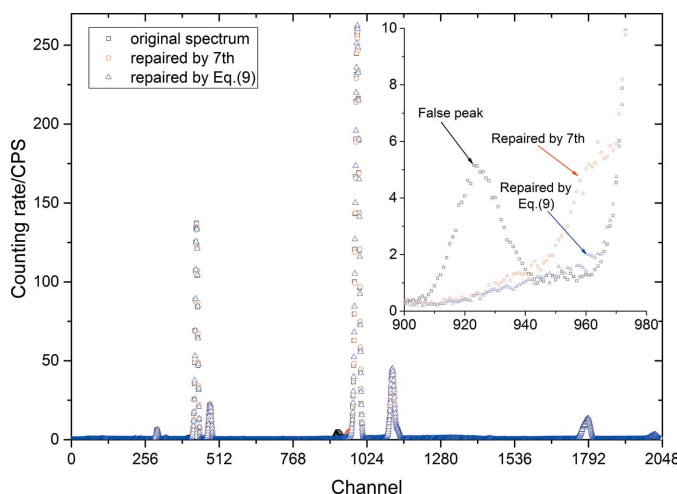 250
200
150
100
50
0
Counting rate/CPS
0 256 512 768 1024 1280 1536 1792 2048
Channel
original spectrum
repaired by 7th
repaired by Eq.(9)
10
8
6
4
2
0
900 920 940 960 980
False peak
Repaired by 7th
Repaired by
Eq.(9)